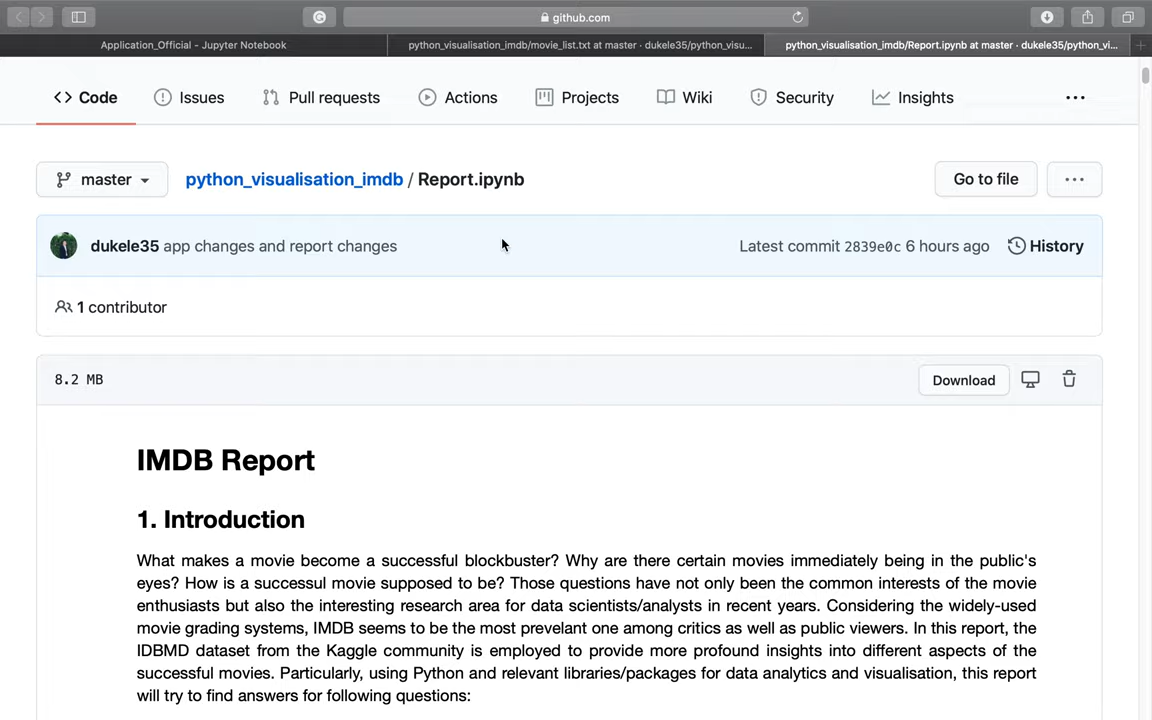 github.com
Application_Official - Jupyter Notebook
python_visualisation_imdb/movie_list.txt at master · dukele35/python_visu...
python_visualisation_imdb/Report.ipynb at master · dukele35/python_vi...
Code
Issues
Pull requests
Actions
Projects
Wiki
Security
Insights
master
python_visualisation_imdb / Report.ipynb
Go to file
dukele35 app changes and report changes
Latest commit 2839e0c 6 hours ago
History
1 contributor
8.2 MB
Download
IMDB Report
1. Introduction
What makes a movie become a successful blockbuster? Why are there certain movies immediately being in the public's
eyes? How is a successul movie supposed to be? Those questions have not only been the common interests of the movie
enthusiasts but also the interesting research area for data scientists/analysts in recent years. Considering the widely-used
movie grading systems, IMDB seems to be the most prevelant one among critics as well as public viewers. In this report, the
IDBMD dataset from the Kaggle community is employed to provide more profound insights into different aspects of the
successful movies. Particularly, using Python and relevant libraries/packages for data analytics and visualisation, this report
will try to find answers for following questions: